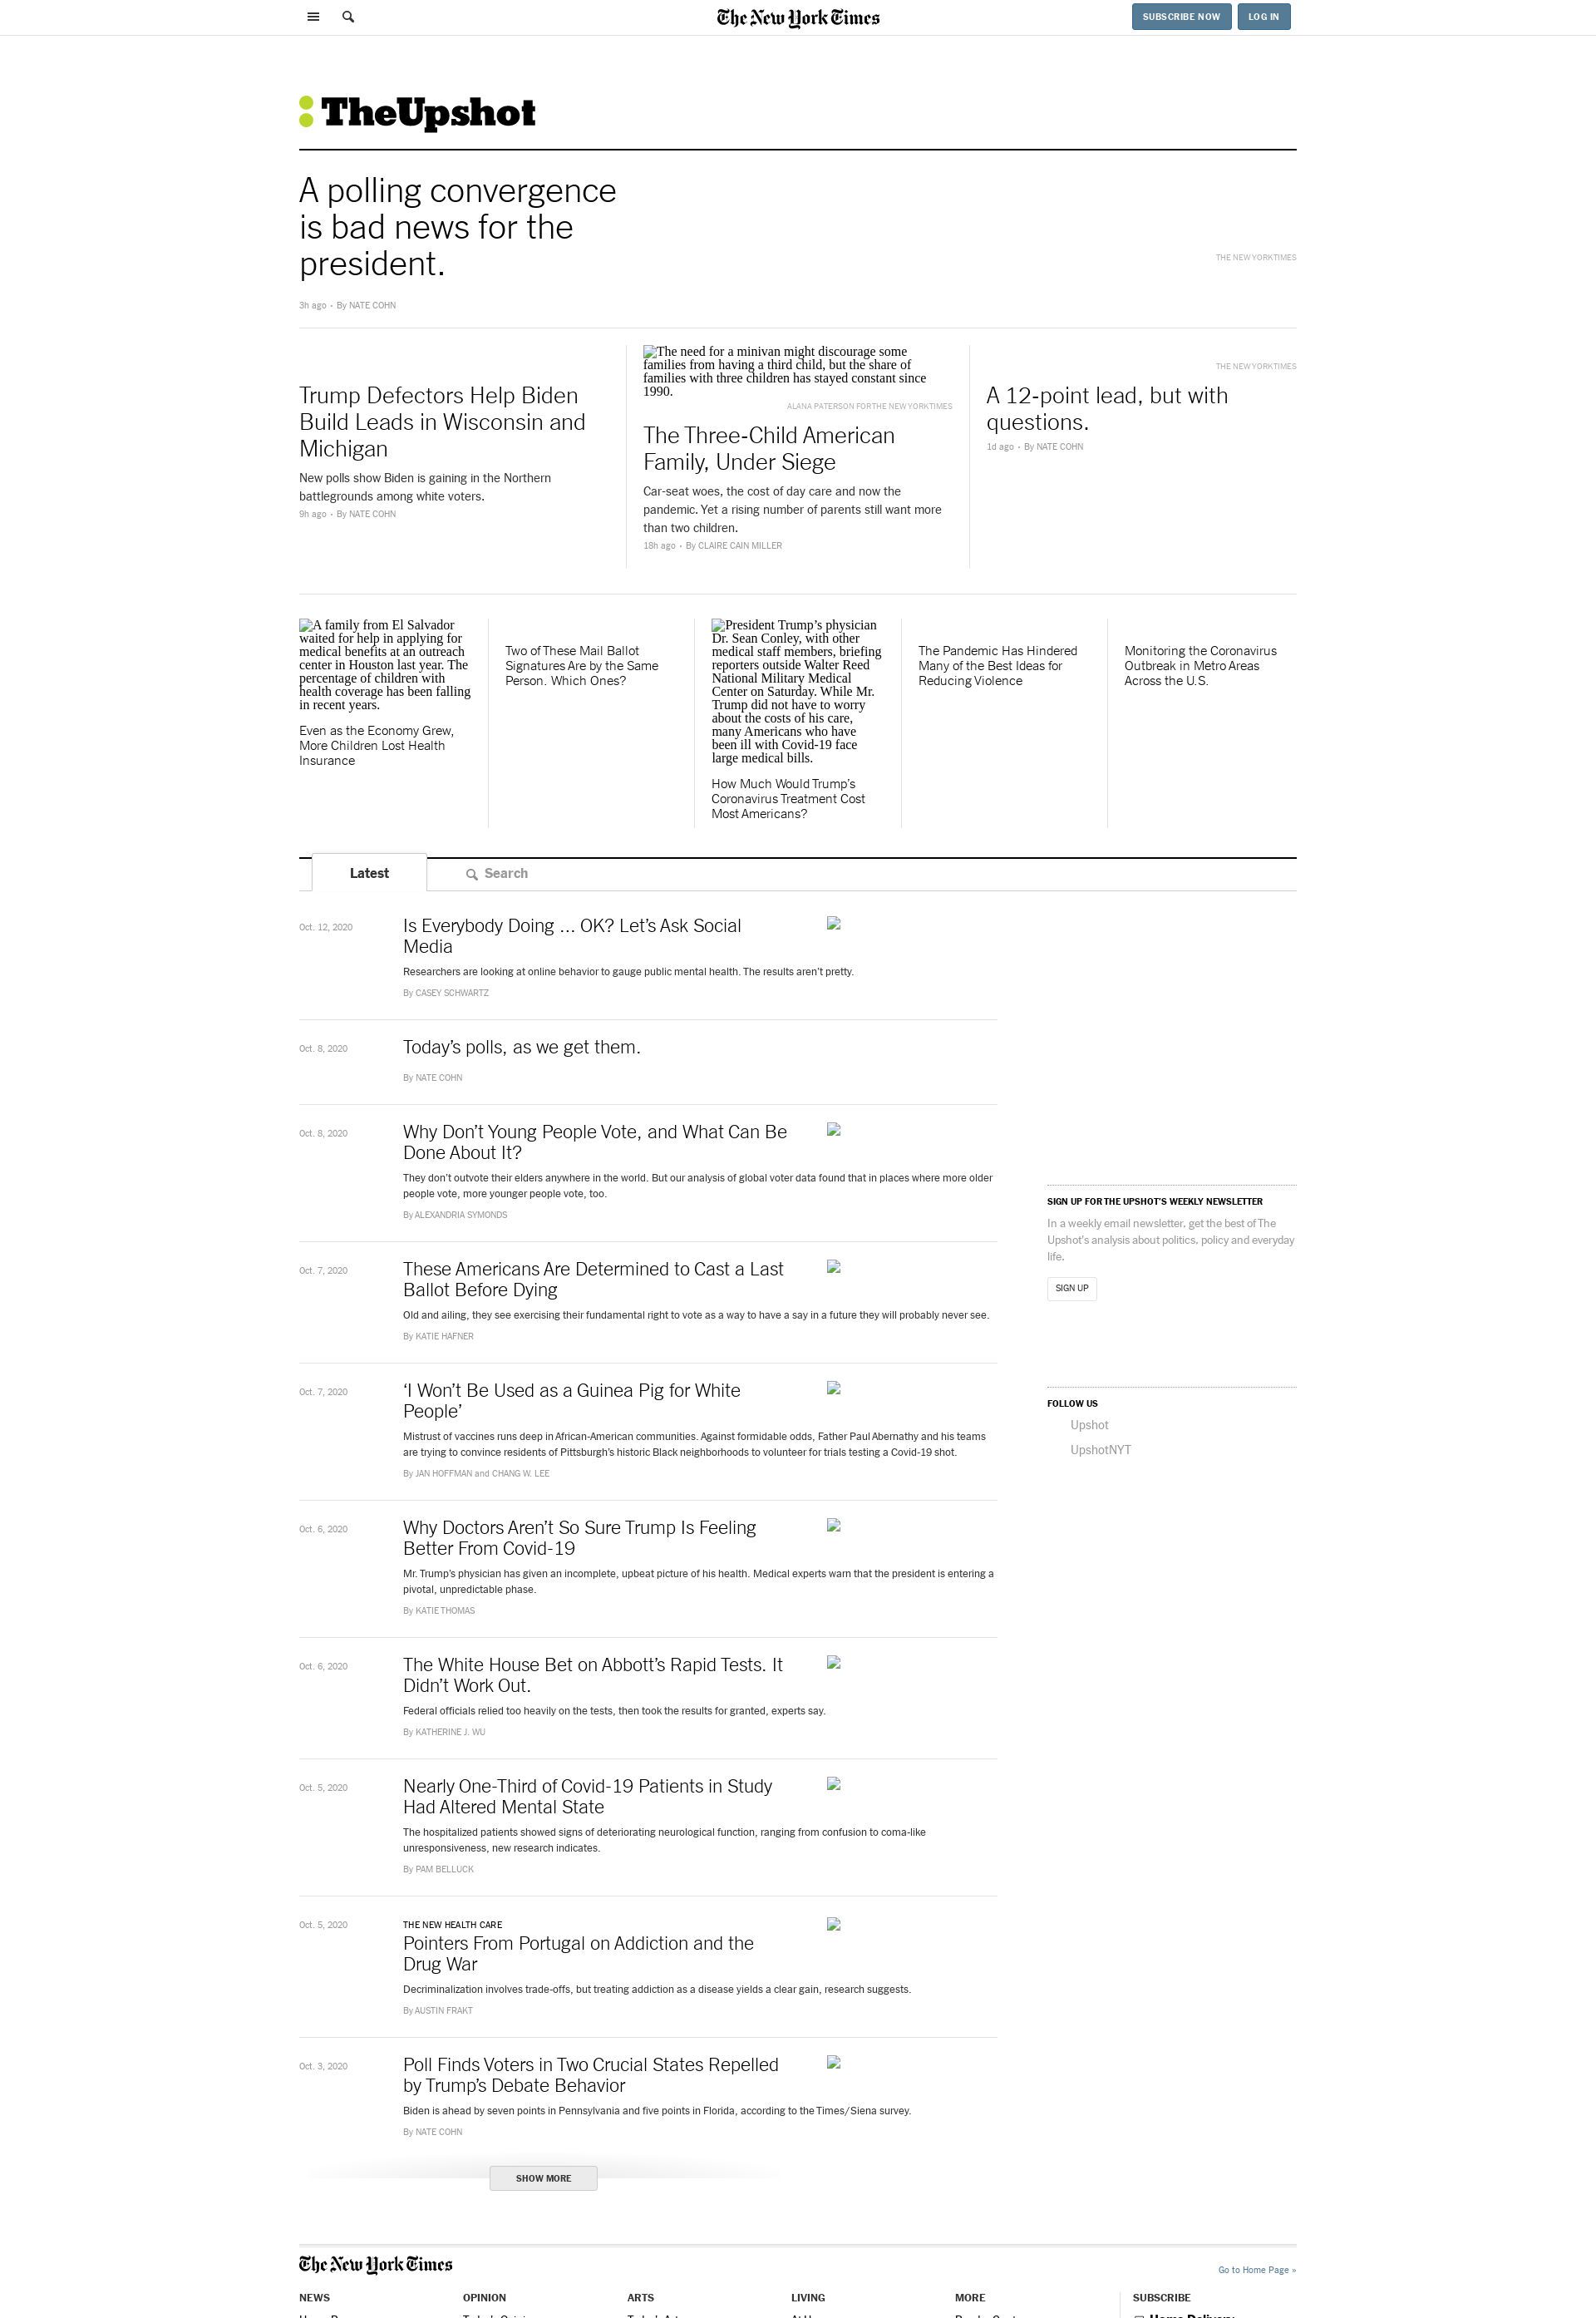 The New York Times
SUBSCRIBE NOW
LOG IN
TheUpshot
A polling convergence
is bad news for the
president.
THE NEW YORK TIMES
3h ago • By NATE COHN
Trump Defectors Help Biden
Build Leads in Wisconsin and
Michigan
New polls show Biden is gaining in the Northern
battlegrounds among white voters.
9h ago • By NATE COHN
The need for a minivan might discourage some
families from having a third child, but the share of
families with three children has stayed constant since
1990.
ALANA PATERSON FOR THE NEW YORK TIMES
The Three-Child American
Family, Under Siege
Car-seat woes, the cost of day care and now the
pandemic. Yet a rising number of parents still want more
than two children.
18h ago • By CLAIRE CAIN MILLER
THE NEW YORK TIMES
A 12-point lead, but with
questions.
1d ago • By NATE COHN
A family from El Salvador
waited for help in applying for
medical benefits at an outreach
center in Houston last year. The
percentage of children with
health coverage has been falling
in recent years.
Even as the Economy Grew,
More Children Lost Health
Insurance
Two of These Mail Ballot
Signatures Are by the Same
Person. Which Ones?
President Trump’s physician
Dr. Sean Conley, with other
medical staff members, briefing
reporters outside Walter Reed
National Military Medical
Center on Saturday. While Mr.
Trump did not have to worry
about the costs of his care,
many Americans who have
been ill with Covid-19 face
large medical bills.
How Much Would Trump’s
Coronavirus Treatment Cost
Most Americans?
The Pandemic Has Hindered
Many of the Best Ideas for
Reducing Violence
Monitoring the Coronavirus
Outbreak in Metro Areas
Across the U.S.
Latest
Search
Oct. 12, 2020
Is Everybody Doing ... OK? Let’s Ask Social
Media
Researchers are looking at online behavior to gauge public mental health. The results aren’t pretty.
By CASEY SCHWARTZ
Oct. 8, 2020
Today’s polls, as we get them.
By NATE COHN
Oct. 8, 2020
Why Don’t Young People Vote, and What Can Be
Done About It?
They don’t outvote their elders anywhere in the world. But our analysis of global voter data found that in places where more older
people vote, more younger people vote, too.
By ALEXANDRIA SYMONDS
Oct. 7, 2020
These Americans Are Determined to Cast a Last
Ballot Before Dying
Old and ailing, they see exercising their fundamental right to vote as a way to have a say in a future they will probably never see.
By KATIE HAFNER
Oct. 7, 2020
‘I Won’t Be Used as a Guinea Pig for White
People’
Mistrust of vaccines runs deep in African-American communities. Against formidable odds, Father Paul Abernathy and his teams
are trying to convince residents of Pittsburgh’s historic Black neighborhoods to volunteer for trials testing a Covid-19 shot.
By JAN HOFFMAN and CHANG W. LEE
Oct. 6, 2020
Why Doctors Aren’t So Sure Trump Is Feeling
Better From Covid-19
Mr. Trump’s physician has given an incomplete, upbeat picture of his health. Medical experts warn that the president is entering a
pivotal, unpredictable phase.
By KATIE THOMAS
Oct. 6, 2020
The White House Bet on Abbott’s Rapid Tests. It
Didn’t Work Out.
Federal officials relied too heavily on the tests, then took the results for granted, experts say.
By KATHERINE J. WU
Oct. 5, 2020
Nearly One-Third of Covid-19 Patients in Study
Had Altered Mental State
The hospitalized patients showed signs of deteriorating neurological function, ranging from confusion to coma-like
unresponsiveness, new research indicates.
By PAM BELLUCK
Oct. 5, 2020
THE NEW HEALTH CARE
Pointers From Portugal on Addiction and the
Drug War
Decriminalization involves trade-offs, but treating addiction as a disease yields a clear gain, research suggests.
By AUSTIN FRAKT
Oct. 3, 2020
Poll Finds Voters in Two Crucial States Repelled
by Trump’s Debate Behavior
Biden is ahead by seven points in Pennsylvania and five points in Florida, according to the Times/Siena survey.
By NATE COHN
SHOW MORE
SIGN UP FOR THE UPSHOT’S WEEKLY NEWSLETTER
In a weekly email newsletter, get the best of The
Upshot’s analysis about politics, policy and everyday
life.
SIGN UP
FOLLOW US
Upshot
UpshotNYT
The New York Times
Go to Home Page »
NEWS
OPINION
ARTS
LIVING
MORE
SUBSCRIBE